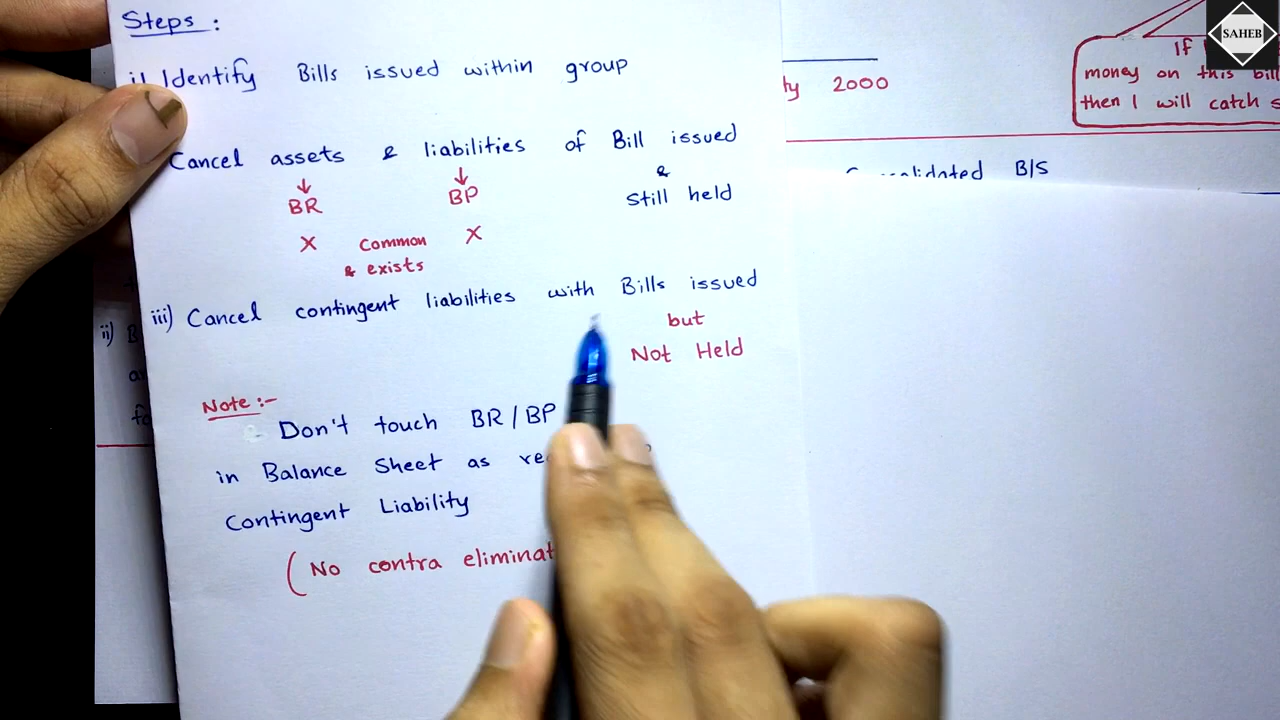 Steps :
i) Identify Bills issued within group
Cancel assets & liabilities of Bill issued
&
Still held
↓ ↓
BR BP
X Common X
& exists
iii) Cancel contingent liabilities with Bills issued
but
Not Held
Note :-
Don't touch BR/BP
in Balance Sheet as
Contingent Liability
(No contra
2000
If
money on this
then I will catch
B/S
ii)
SAHEB